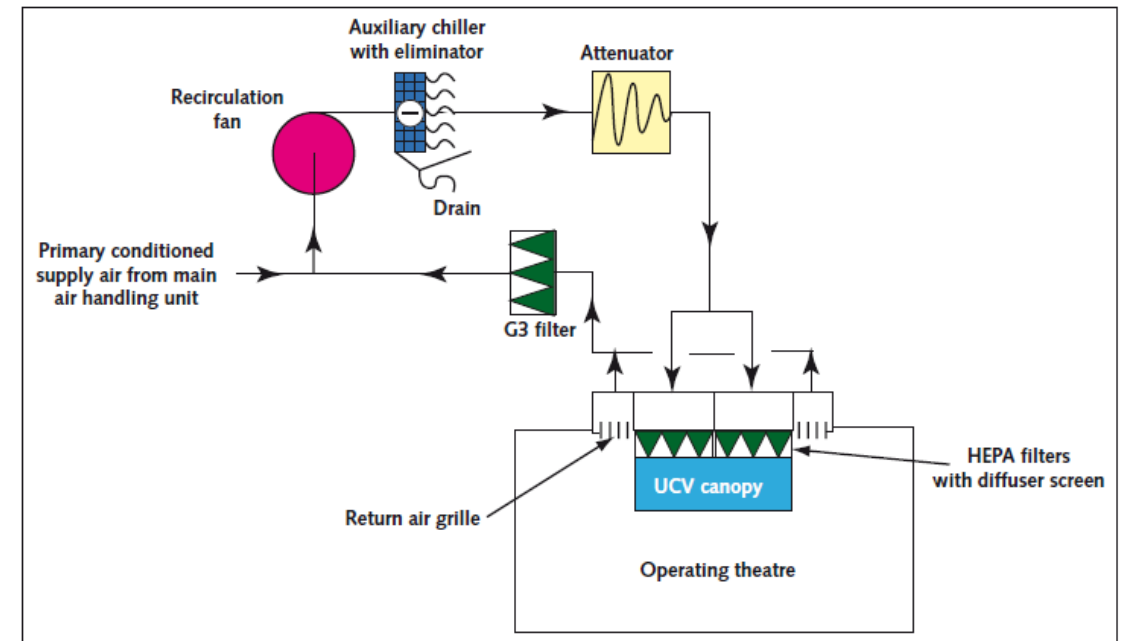 Auxiliary chiller
with eliminator
Attenuator
Recirculation
fan
Drain
Primary conditioned
supply air from main
air handling unit
G3 filter
HEPA filters
with diffuser screen
UCV canopy
Return air grille
Operating theatre